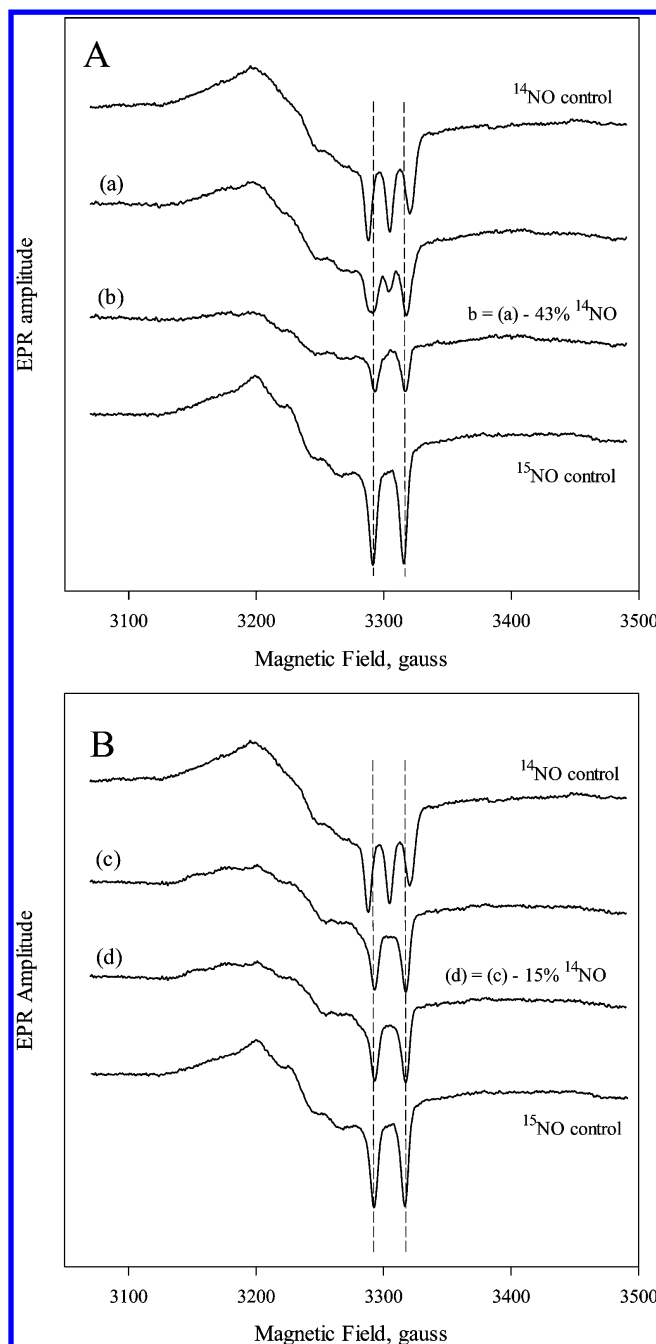 A
¹⁴NO control
(a)
(b)
b = (a) - 43% ¹⁴NO
¹⁵NO control
EPR amplitude
3100 3200 3300 3400 3500
Magnetic Field, gauss
B
¹⁴NO control
(c)
(d)
(d) = (c) - 15% ¹⁴NO
¹⁵NO control
EPR Amplitude
3100 3200 3300 3400 3500
Magnetic Field, gauss